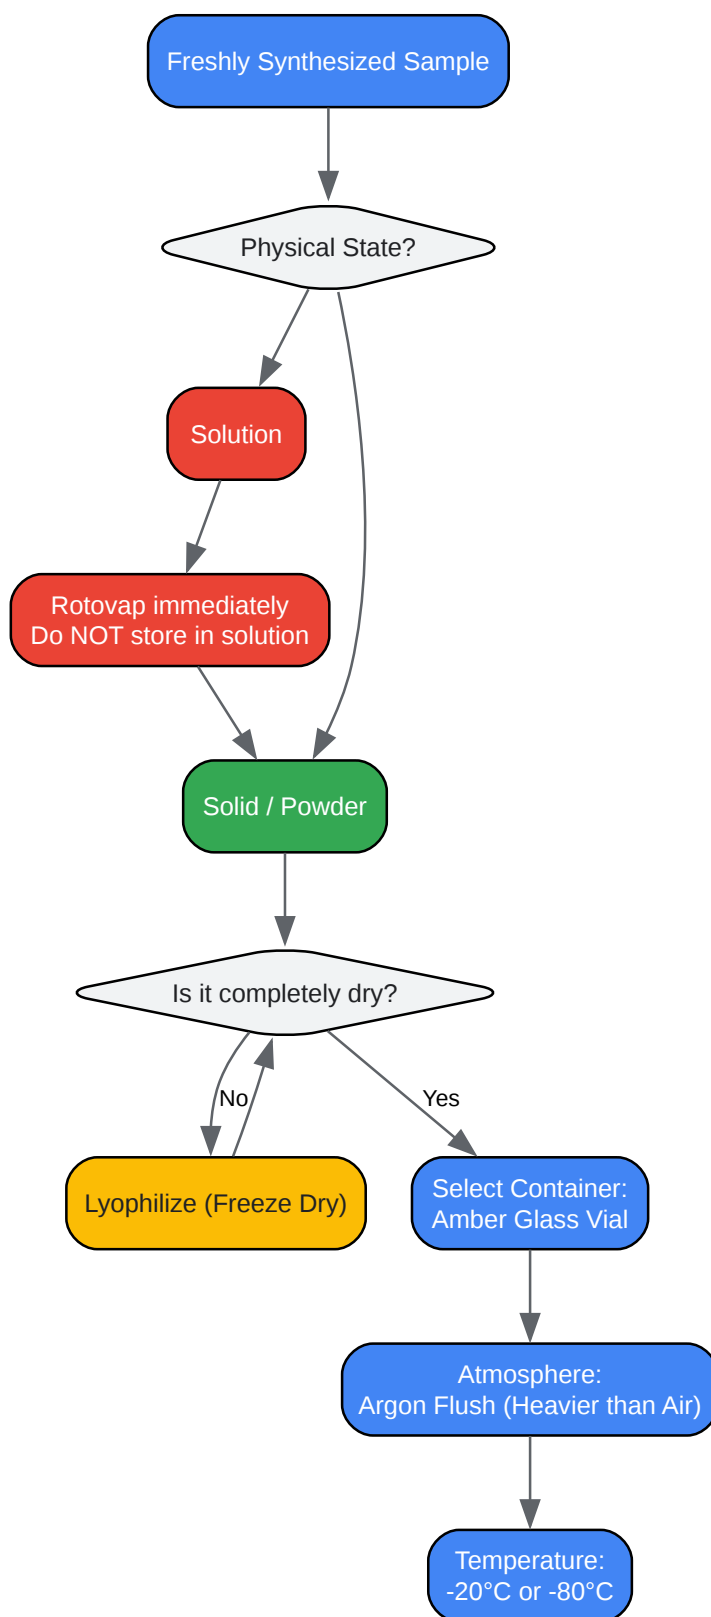 Freshly Synthesized Sample
Physical State?
Solution
Rotovap immediately
Do NOT store in solution
Solid / Powder
Is it completely dry?
No
Yes
Lyophilize (Freeze Dry)
Select Container:
Amber Glass Vial
Atmosphere:
Argon Flush (Heavier than Air)
Temperature:
-20°C or -80°C